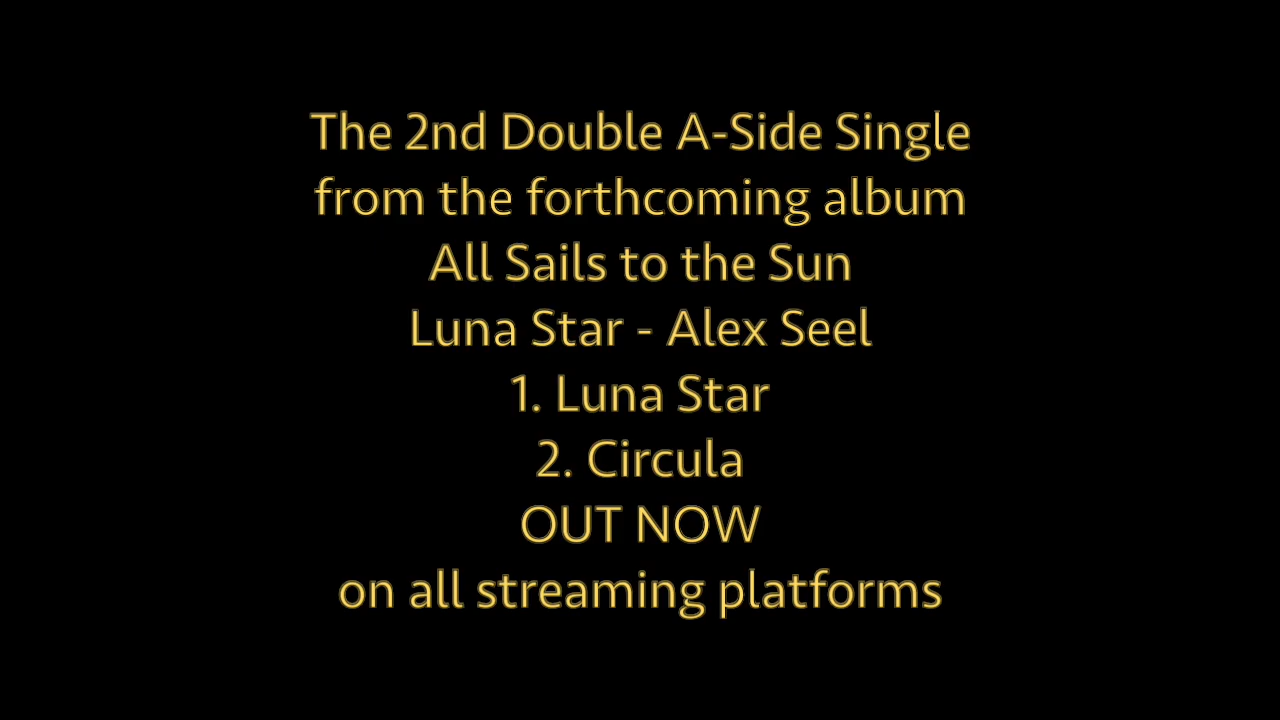 The 2nd Double A-Side Single
from the forthcoming album
All Sails to the Sun
Luna Star - Alex Seel
1. Luna Star
2. Circula
OUT NOW
on all streaming platforms